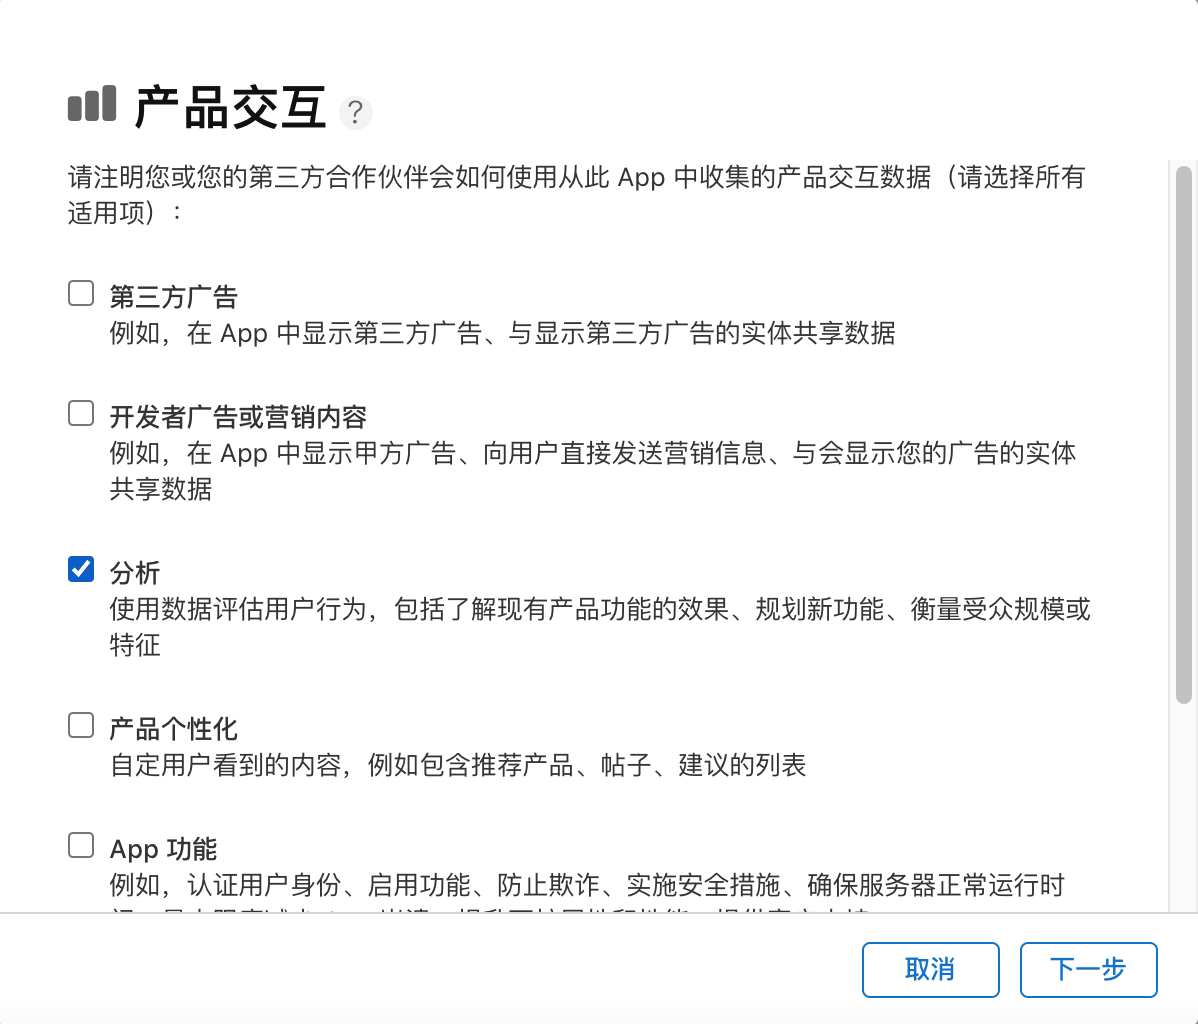 产品交互 ?
请注明您或您的第三方合作伙伴会如何使用从此 App 中收集的产品交互数据（请选择所有
适用项）：
第三方广告
例如，在 App 中显示第三方广告、与显示第三方广告的实体共享数据
开发者广告或营销内容
例如，在 App 中显示甲方广告、向用户直接发送营销信息、与会显示您的广告的实体
共享数据
分析
使用数据评估用户行为，包括了解现有产品功能的效果、规划新功能、衡量受众规模或
特征
产品个性化
自定用户看到的内容，例如包含推荐产品、帖子、建议的列表
App 功能
例如，认证用户身份、启用功能、防止欺诈、实施安全措施、确保服务器正常运行时
取消
下一步